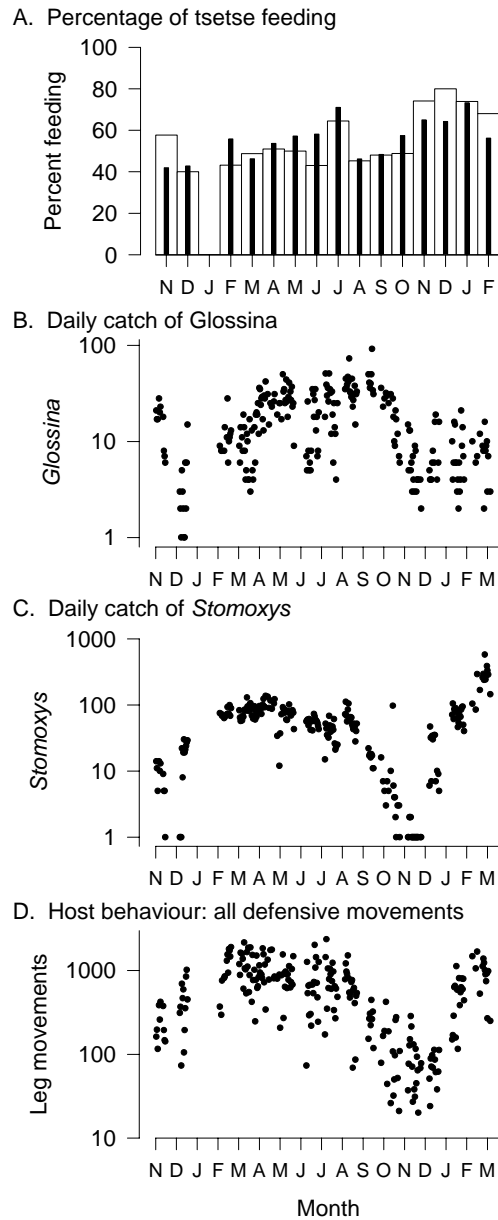 A. Percentage of tsetse feeding
100
80
60
40
20
0
Percent feeding
N D J F M A M J J A S O N D J F
B. Daily catch of Glossina
100
10
1
Glossina
N D J F M A M J J A S O N D J F M
C. Daily catch of Stomoxys
1000
100
10
1
Stomoxys
N D J F M A M J J A S O N D J F M
D. Host behaviour: all defensive movements
1000
100
10
Leg movements
N D J F M A M J J A S O N D J F M
Month